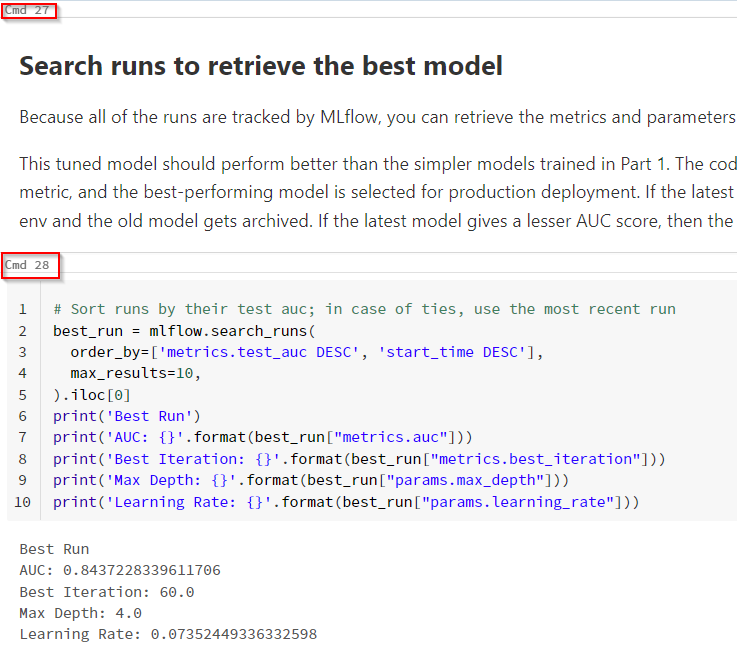 Cmd 27
Search runs to retrieve the best model
Because all of the runs are tracked by MLflow, you can retrieve the metrics and parameters
This tuned model should perform better than the simpler models trained in Part 1. The cod
metric, and the best-performing model is selected for production deployment. If the latest
env and the old model gets archived. If the latest model gives a lesser AUC score, then the
Cmd 28
1 # Sort runs by their test auc; in case of ties, use the most recent run
2 best_run = mlflow.search_runs(
3   order_by=['metrics.test_auc DESC', 'start_time DESC'],
4   max_results=10,
5 ).iloc[0]
6 print('Best Run')
7 print('AUC: {}'.format(best_run["metrics.auc"]))
8 print('Best Iteration: {}'.format(best_run["metrics.best_iteration"]))
9 print('Max Depth: {}'.format(best_run["params.max_depth"]))
10 print('Learning Rate: {}'.format(best_run["params.learning_rate"]))
Best Run
AUC: 0.8437228339611706
Best Iteration: 60.0
Max Depth: 4.0
Learning Rate: 0.07352449336332598